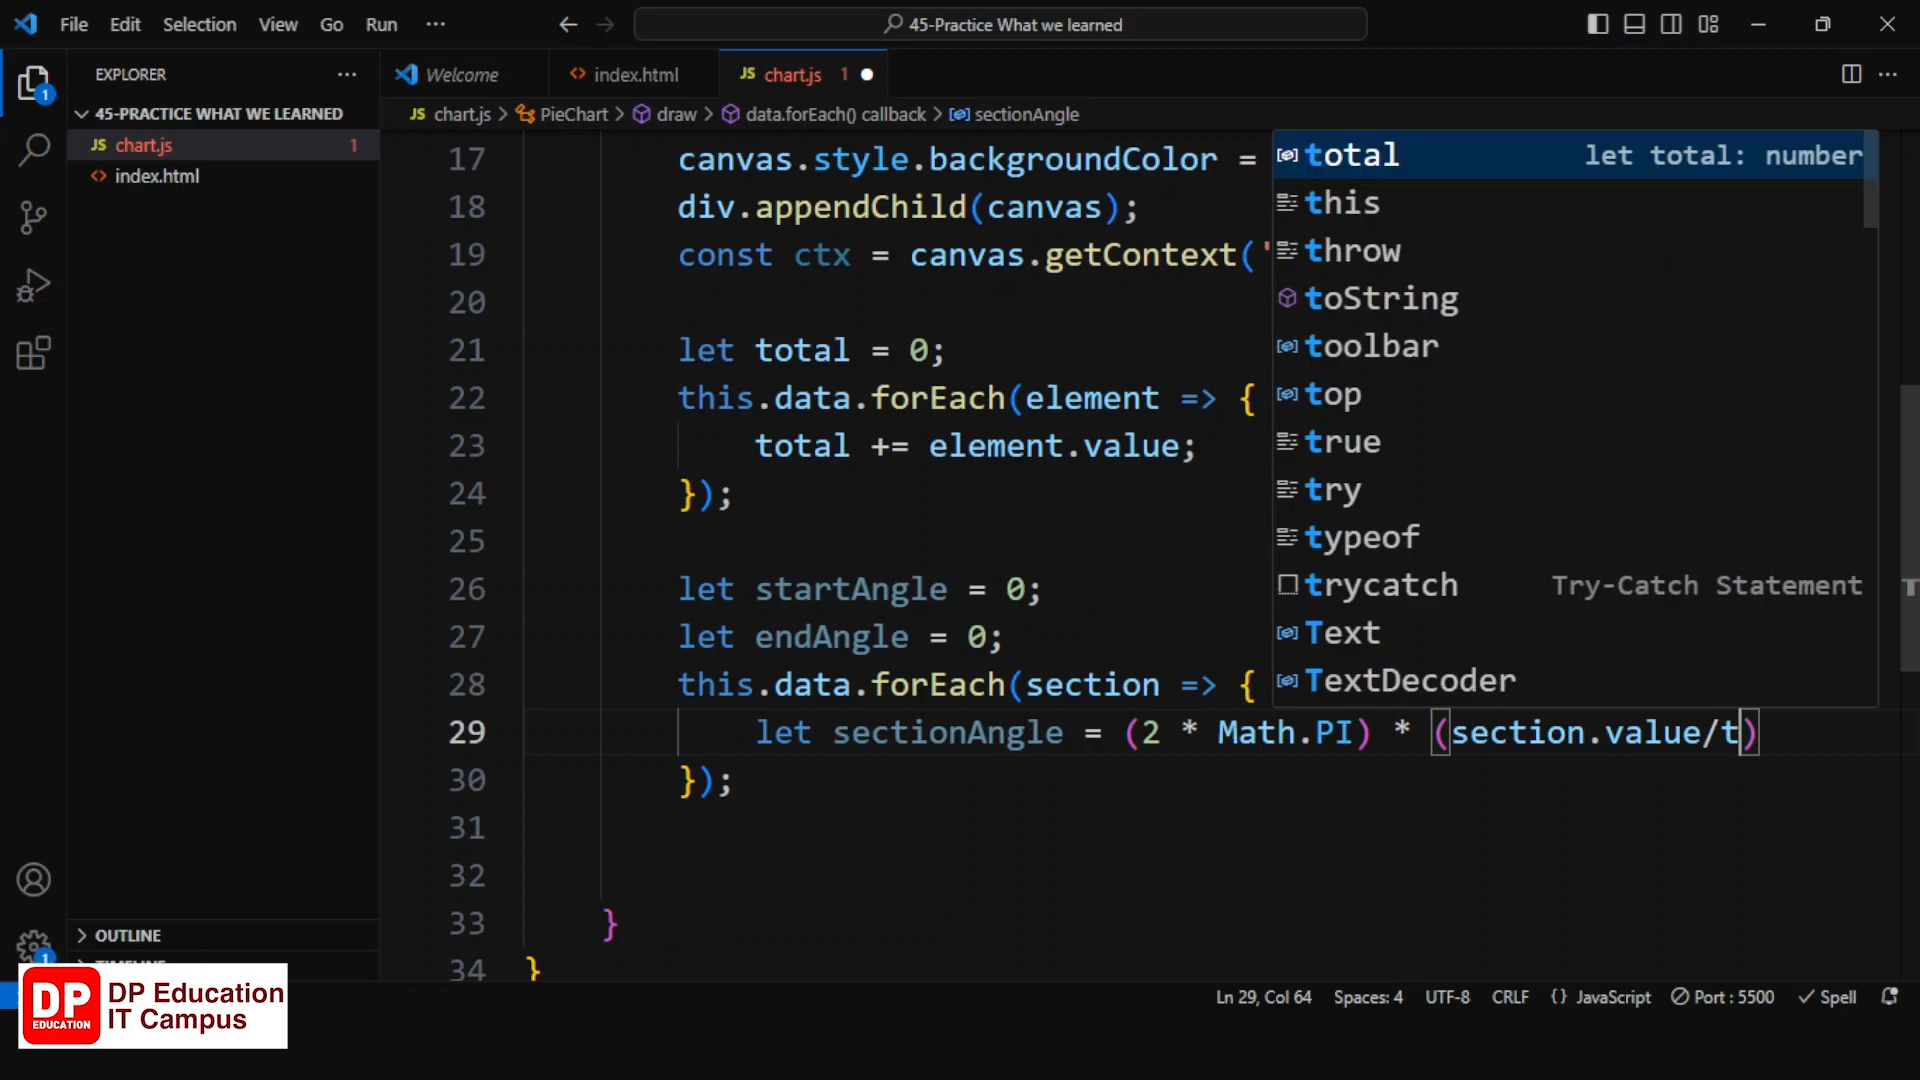 File Edit Selection View Go Run ··· 45-Practice What we learned
EXPLORER ···
1
45-PRACTICE WHAT WE LEARNED
JS chart.js 1
index.html
OUTLINE
1
Welcome index.html JS chart.js 1
JS chart.js > PieChart > draw > data.forEach() callback > sectionAngle
17 canvas.style.backgroundColor =
18 div.appendChild(canvas);
19 const ctx = canvas.getContext('
20
21 let total = 0;
22 this.data.forEach(element => {
23 total += element.value;
24 });
25
26 let startAngle = 0;
27 let endAngle = 0;
28 this.data.forEach(section => {
29 let sectionAngle = (2 * Math.PI) * (section.value/t)
30 });
31
32
33 }
34 }
total let total: number
this
throw
toString
toolbar
top
true
try
typeof
trycatch Try-Catch Statement
Text
TextDecoder
Ln 29, Col 64 Spaces: 4 UTF-8 CRLF {} JavaScript Port : 5500 Spell
DP
EDUCATION
DP Education
IT Campus